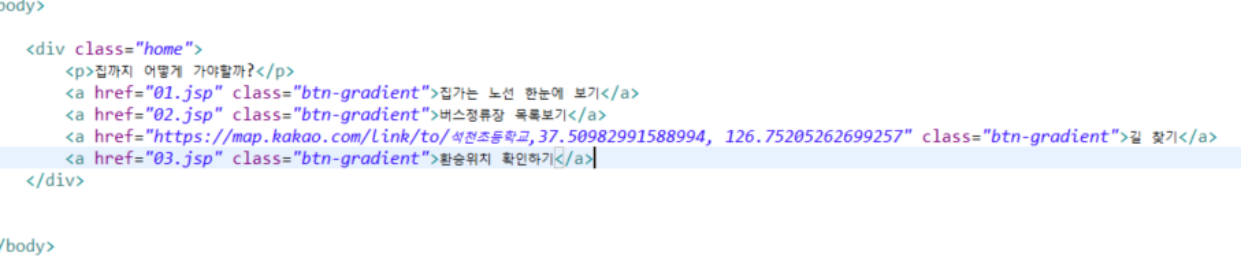 body>
<div class="home">
<p>집까지 어떻게 가야할까?</p>
<a href="01.jsp" class="btn-gradient">집가는 노선 한눈에 보기</a>
<a href="02.jsp" class="btn-gradient">버스정류장 목록보기</a>
<a href="https://map.kakao.com/link/to/석천초등학교,37.50982991588994, 126.75205262699257" class="btn-gradient">길 찾기</a>
<a href="03.jsp" class="btn-gradient">환승위치 확인하기</a>
</div>
/body>